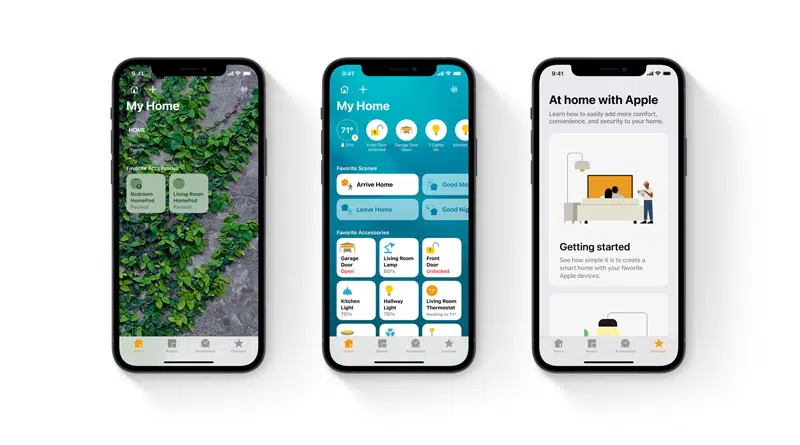 9:41
My Home
HOME
Security
Favorite Accessories
Bedroom
HomePod
Paused
Living Room
HomePod
Paused
Home
Rooms
Automation
Discover
9:41
My Home
71°
Front Door
Unlocked
Garage Door
Open
3 Lights
On
Kitchen
Favorite Scenes
Arrive Home
Good Mo
Leave Home
Good Nig
Favorite Accessories
Garage
Door
Open
Living Room
Lamp
80%
Front
Door
Unlocked
Kitchen
Light
70%
Hallway
Light
70%
Living Room
Thermostat
Heating to 71°
Home
Rooms
Automation
Discover
9:41
At home with Apple
Learn how to easily add more comfort,
convenience, and security to your home.
Getting started
See how simple it is to create a
smart home with your favorite
Apple devices.
Home
Rooms
Automation
Discover